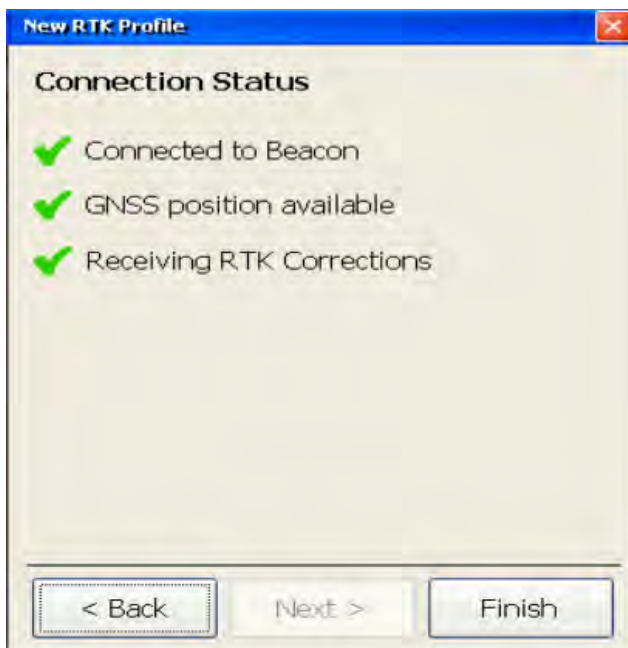 New RTK Profile
Connection Status
Connected to Beacon
GNSS position available
Receiving RTK Corrections
< Back
Next >
Finish